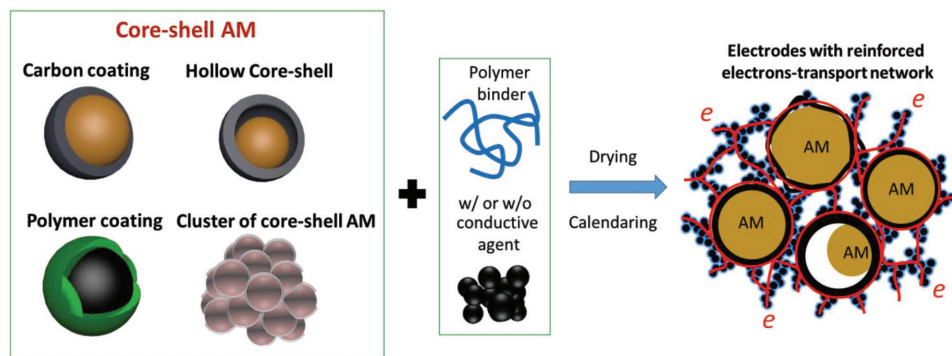 Core-shell AM
Carbon coating
Hollow Core-shell
Polymer coating
Cluster of core-shell AM
Polymer
binder
w/ or w/o
conductive
agent
Drying
Calendaring
Electrodes with reinforced
electrons-transport network
e
e
AM
AM
AM
AM
e
e